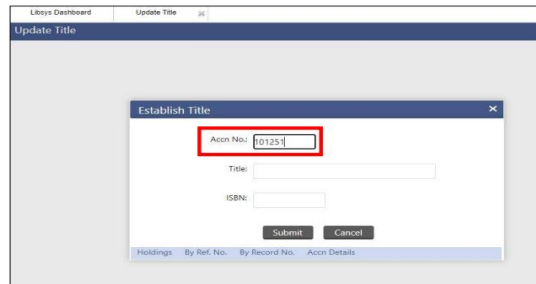 Libsys Dashboard Update Title
Update Title
Establish Title
Accn No.: 101251
Title:
ISBN:
Submit Cancel
Holdings By Ref. No. By Record No. Accn Details